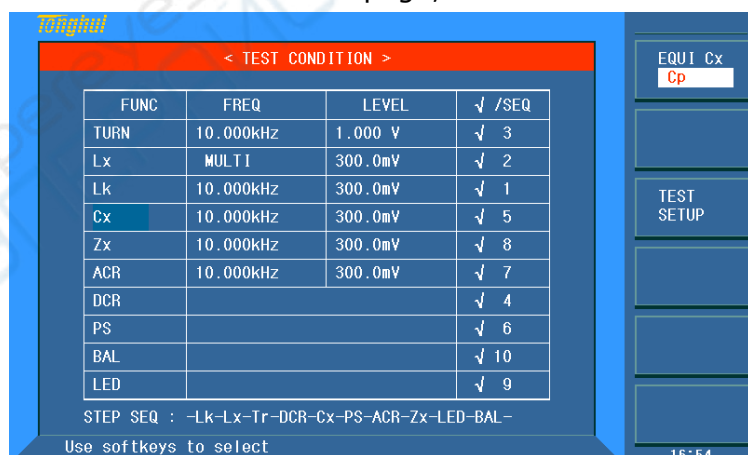 Tonghui
< TEST CONDITION >
FUNC FREQ LEVEL √ /SEQ
TURN 10.000kHz 1.000 V √ 3
Lx MULTI 300.0mV √ 2
Lk 10.000kHz 300.0mV √ 1
Cx 10.000kHz 300.0mV √ 5
Zx 10.000kHz 300.0mV √ 8
ACR 10.000kHz 300.0mV √ 7
DCR √ 4
PS √ 6
BAL √ 10
LED √ 9
STEP SEQ : -Lk-Lx-Tr-DCR-Cx-PS-ACR-Zx-LED-BAL-
Use softkeys to select
EQUI Cx
Cp
TEST
SETUP
16:54